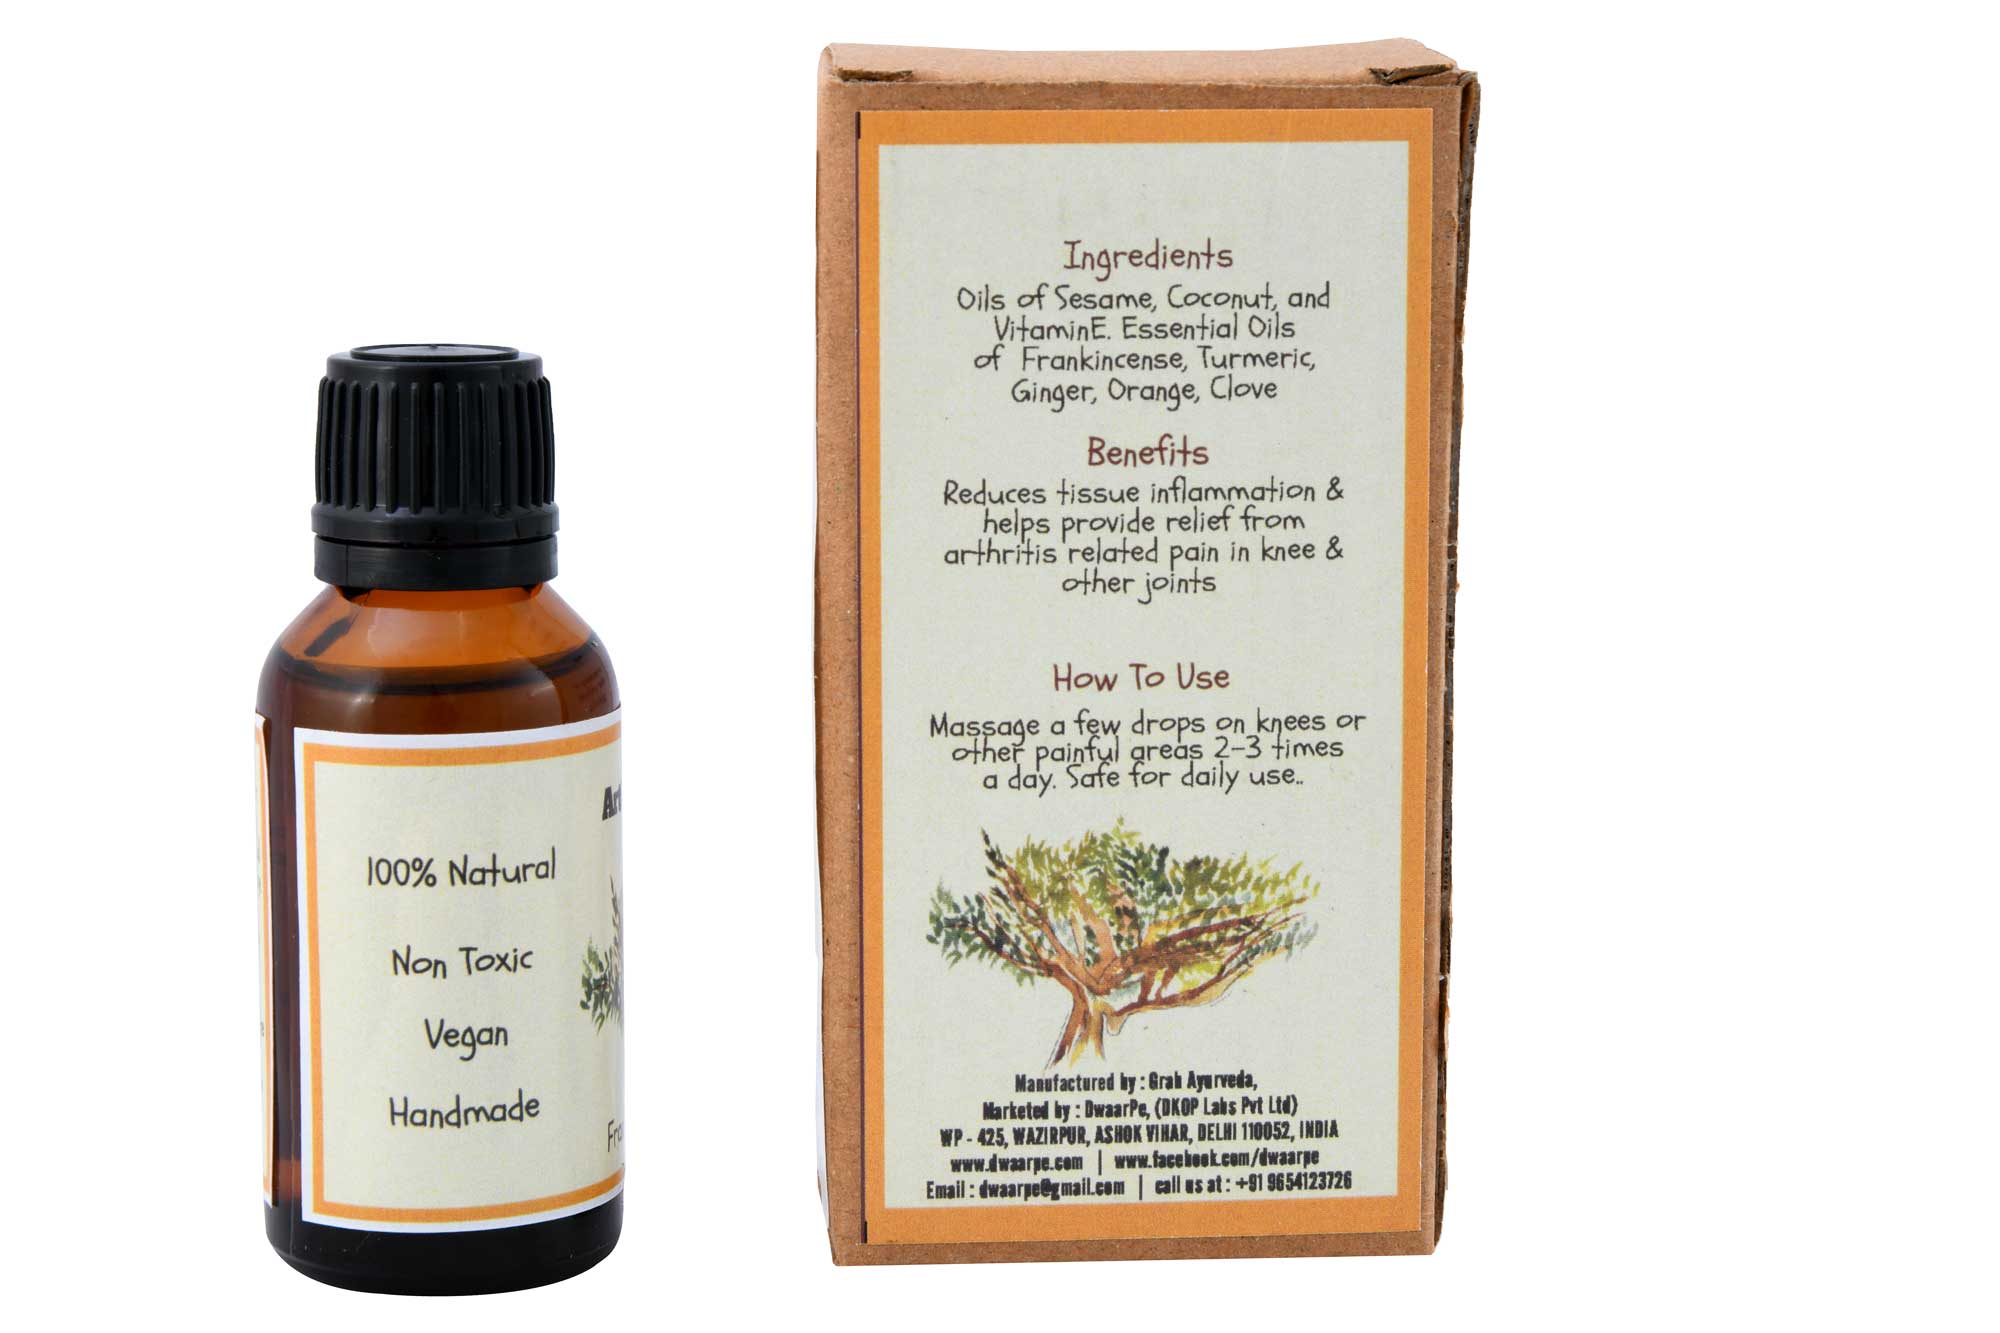 100% Natural
Non Toxic
Vegan
Handmade
Ingredients
Oils of Sesame, Coconut, and
VitaminE. Essential Oils
of Frankincense, Turmeric,
Ginger, Orange, Clove
Benefits
Reduces tissue inflammation &
helps provide relief from
arthritis related pain in knee &
other joints
How To Use
Massage a few drops on knees or
other painful areas 2-3 times
a day. Safe for daily use..
Manufactured by : Grah Ayurveda,
Marketed by : DwaarPe, (DKOP Labs Pvt Ltd)
WP - 425, WAZIRPUR, ASHOK VIHAR, DELHI 110052, INDIA
www.dwaarpe.com | www.facebook.com/dwaarpe
Email : dwaarpe@gmail.com | call us at : +91 9654123726